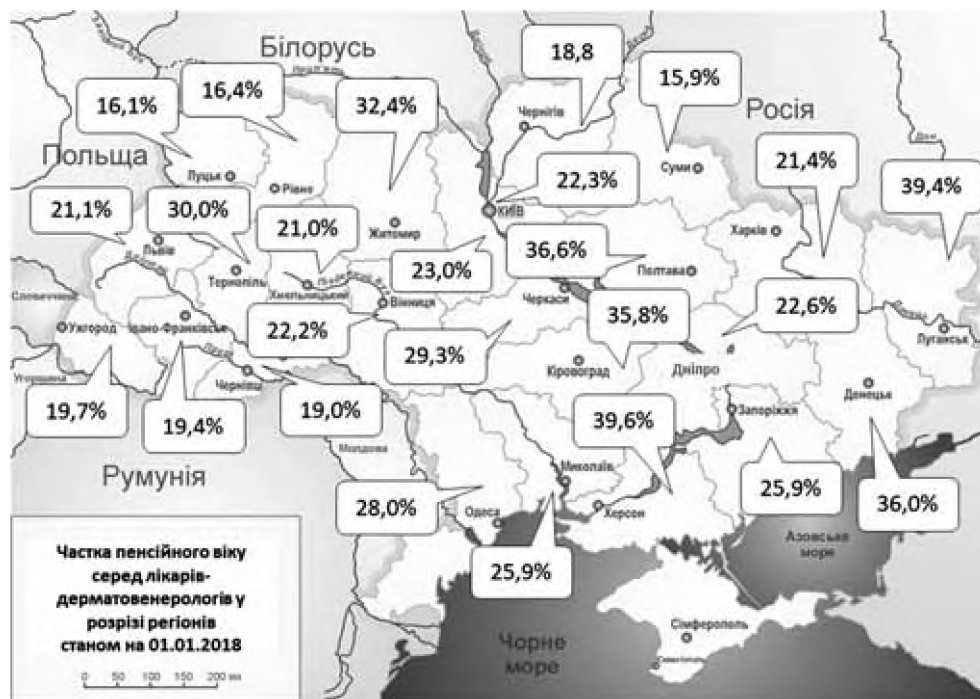 Білорусь
18,8
16,1%
16,4%
32,4%
15,9%
Росія
Чернігів
Дон
Польща
Луцьк
Рівне
Суми
21,4%
39,4%
22,3%
КИЇВ
21,1%
30,0%
21,0%
Житомир
Харків
Львів
23,0%
36,6%
Полтава
Тернопіль
Хмельницький
Вінниця
Черкаси
22,6%
Словаччина
Ужгород
Івано-Франківськ
22,2%
35,8%
Луганськ
29,3%
Кіровоград
Дніпро
Угорщина
Чернівці
Донецьк
19,7%
19,4%
19,0%
39,6%
Запоріжжя
Молдова
Румунія
Миколаїв
28,0%
Одеса
Херсон
25,9%
36,0%
Азовське
море
25,9%
Частка пенсійного віку
серед лікарів-
дерматовенерологів у
розрізі регіонів
станом на 01.01.2018
Сімферополь
Чорне
море
0 50 100 150 200 км